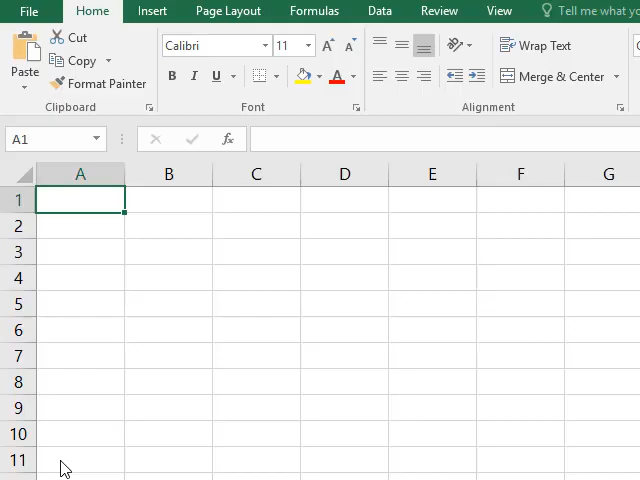 File Home Insert Page Layout Formulas Data Review View Tell me what yo
Cut
Calibri 11 Wrap Text
Paste Copy
Format Painter B I U A Merge & Center
Clipboard Font Alignment
A1 fx
A B C D E F G
1
2
3
4
5
6
7
8
9
10
11